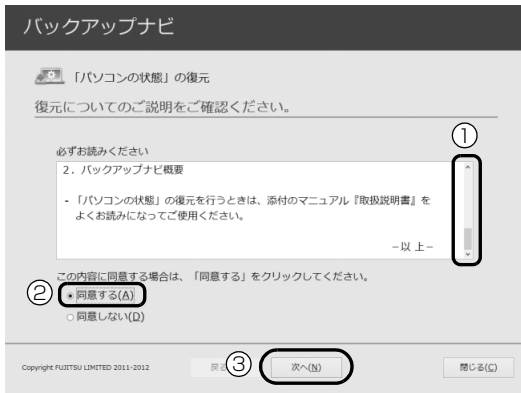 バックアップナビ
「パソコンの状態」の復元
復元についてのご説明をご確認ください。
①
必ずお読みください
2．バックアップナビ概要
- 「パソコンの状態」の復元を行うときは、添付のマニュアル『取扱説明書』を
よくお読みになってご使用ください。
－以 上－
この内容に同意する場合は、「同意する」をクリックしてください。
② 同意する(A)
同意しない(D)
Copyright FUJITSU LIMITED 2011-2012 ③ 次へ(N) 閉じる(C)